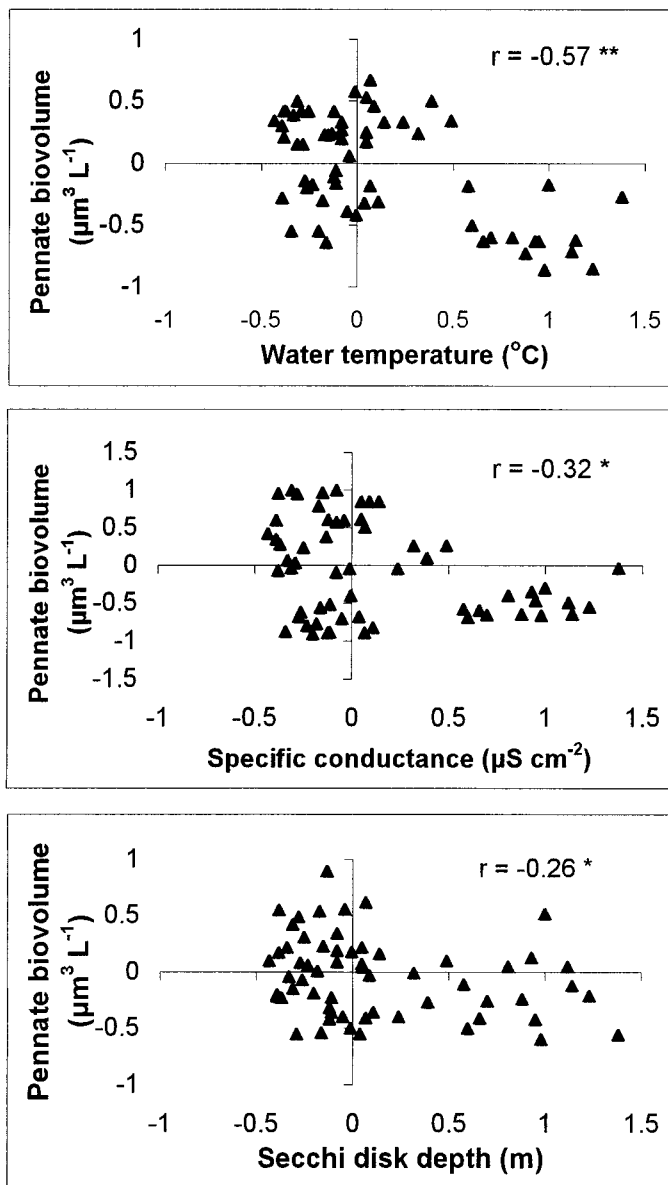 r = -0.57 **
Pennate biovolume
(µm³ L⁻¹)
1
0.5
0
-0.5
-1
-1
-0.5
0
0.5
1
1.5
Water temperature (°C)
r = -0.32 *
Pennate biovolume
(µm³ L⁻¹)
1.5
1
0.5
0
-0.5
-1
-1.5
-1
-0.5
0
0.5
1
1.5
Specific conductance (µS cm⁻²)
r = -0.26 *
Pennate biovolume
(µm³ L⁻¹)
1
0.5
0
-0.5
-1
-1
-0.5
0
0.5
1
1.5
Secchi disk depth (m)